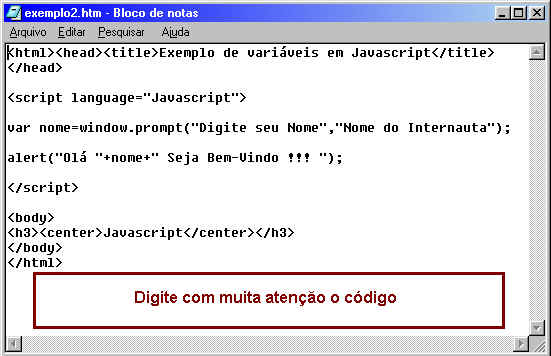 exemplo2.htm - Bloco de notas
Arquivo Editar Pesquisar Ajuda
<html><head><title>Exemplo de variáveis em Javascript</title>
</head>
<script language="Javascript">
var nome=window.prompt("Digite seu Nome","Nome do Internauta");
alert("Olá "+nome+" Seja Bem-Vindo !!! ");
</script>
<body>
<h3><center>Javascript</center></h3>
</body>
</html>
Digite com muita atenção o código